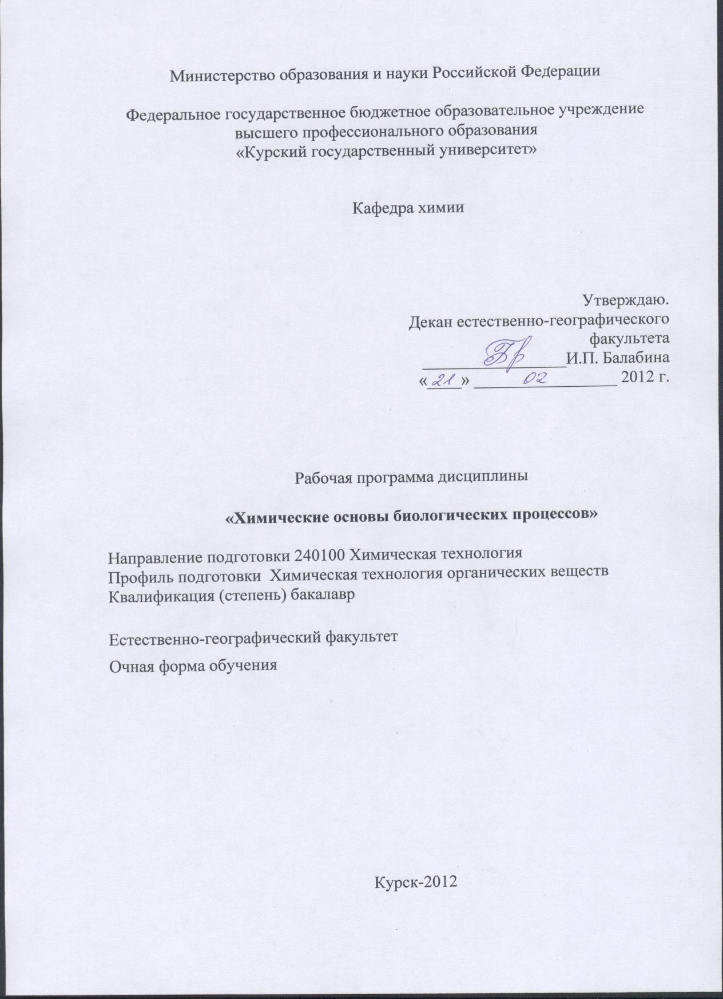 Министерство образования и науки Российской Федерации
Федеральное государственное бюджетное образовательное учреждение
высшего профессионального образования
«Курский государственный университет»
Кафедра химии
Утверждаю.
Декан естественно-географического
факультета
И.П. Балабина
«21» 02 2012 г.
Рабочая программа дисциплины
«Химические основы биологических процессов»
Направление подготовки 240100 Химическая технология
Профиль подготовки Химическая технология органических веществ
Квалификация (степень) бакалавр
Естественно-географический факультет
Очная форма обучения
Курск-2012